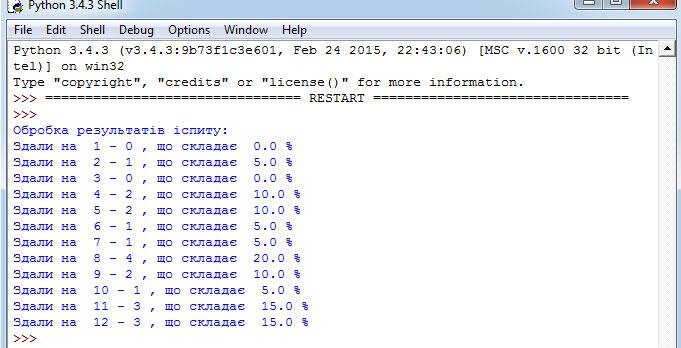 Python 3.4.3 Shell
File Edit Shell Debug Options Window Help
Python 3.4.3 (v3.4.3:9b73f1c3e601, Feb 24 2015, 22:43:06) [MSC v.1600 32 bit (In
tel)] on win32
Type "copyright", "credits" or "license()" for more information.
>>> ================================ RESTART ================================
>>>
Обробка результатів іспиту:
Здали на  1 - 0 , що складає  0.0 %
Здали на  2 - 1 , що складає  5.0 %
Здали на  3 - 0 , що складає  0.0 %
Здали на  4 - 2 , що складає  10.0 %
Здали на  5 - 2 , що складає  10.0 %
Здали на  6 - 1 , що складає  5.0 %
Здали на  7 - 1 , що складає  5.0 %
Здали на  8 - 4 , що складає  20.0 %
Здали на  9 - 2 , що складає  10.0 %
Здали на  10 - 1 , що складає  5.0 %
Здали на  11 - 3 , що складає  15.0 %
Здали на  12 - 3 , що складає  15.0 %
>>>